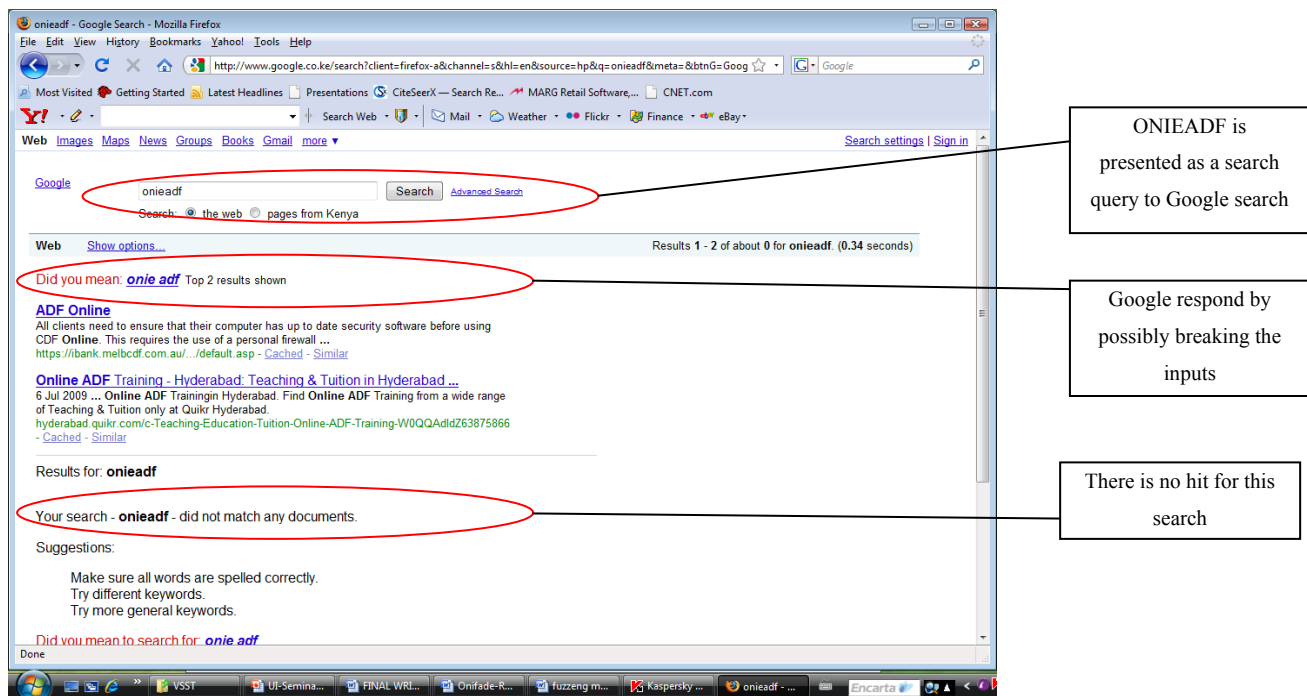 onieadf - Google Search - Mozilla Firefox
File Edit View History Bookmarks Yahoo! Tools Help
http://www.google.co.ke/search?client=firefox-a&channel=s&hl=en&source=hp&q=onieadf&meta=&btnG=Goog
Google
Most Visited Getting Started Latest Headlines Presentations CiteSeerX — Search Re... MARG Retail Software,... CNET.com
Y! Search Web Mail Weather Flickr Finance eBay
Web Images Maps News Groups Books Gmail more ▼ Search settings | Sign in
Google
onieadf Search Advanced Search
Search: the web pages from Kenya
Web Show options... Results 1 - 2 of about 0 for onieadf. (0.34 seconds)
Did you mean: onie adf Top 2 results shown
ADF Online
All clients need to ensure that their computer has up to date security software before using
CDF Online. This requires the use of a personal firewall ...
https://ibank.melbcdf.com.au/.../default.asp - Cached - Similar
Online ADF Training - Hyderabad: Teaching & Tuition in Hyderabad ...
6 Jul 2009 ... Online ADF Trainingin Hyderabad. Find Online ADF Training from a wide range
of Teaching & Tuition only at Quikr Hyderabad.
hyderabad.quikr.com/c-Teaching-Education-Tuition-Online-ADF-Training-W0QQAdIdZ63875866
- Cached - Similar
Results for: onieadf
Your search - onieadf - did not match any documents.
Suggestions:
Make sure all words are spelled correctly.
Try different keywords.
Try more general keywords.
Did you mean to search for: onie adf
Done
VSST UI-Semina... FINAL WRI... Onifade-R... fuzzeng m... Kaspersky ... onieadf - ... Encarta
ONIEADF is
presented as a search
query to Google search
Google respond by
possibly breaking the
inputs
There is no hit for this
search